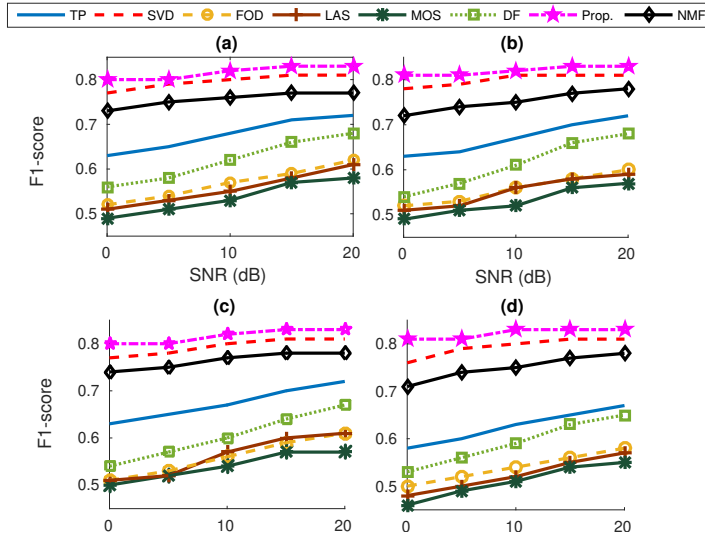 TP SVD FOD LAS MOS DF Prop. NMF
(a) (b)
F1-score
0.8 0.8
0.7 0.7
0.6 0.6
0.5 0.5
0 10 20 0 10 20
SNR (dB) SNR (dB)
(c) (d)
F1-score
0.8 0.8
0.7 0.7
0.6 0.6
0.5 0.5
0 10 20 0 10 20